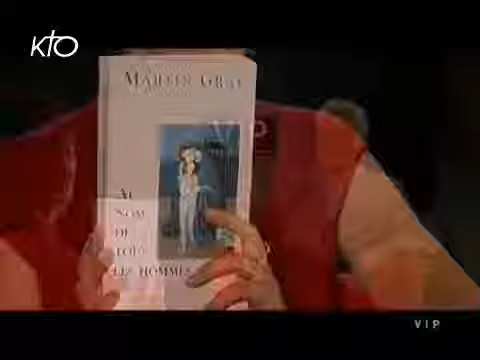 KTO
MARTIN GRAY
AU
NOM
DE
TOUS
LES HOMMES
VIP